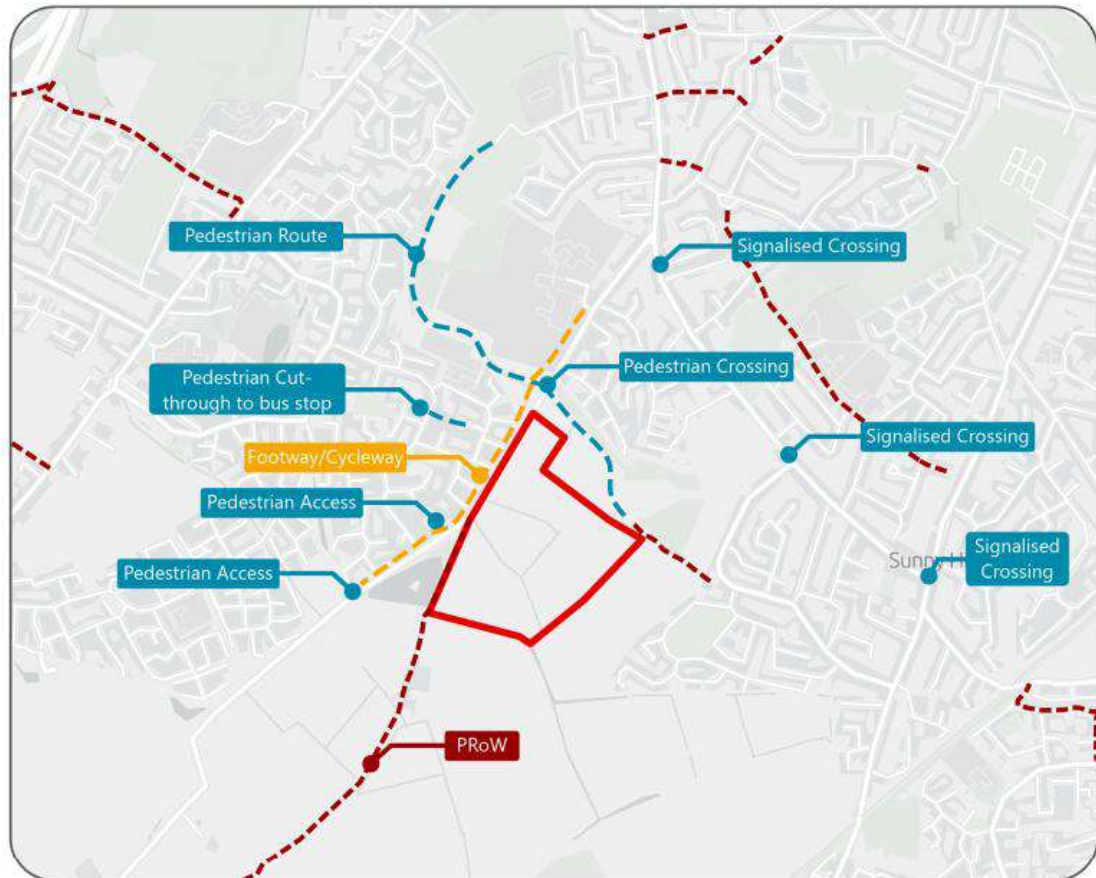 Pedestrian Route
Signalised Crossing
Pedestrian Crossing
Pedestrian Cut-
through to bus stop
Signalised Crossing
Footway/Cycleway
Pedestrian Access
Signalised
Crossing
Sunny H
Pedestrian Access
PRoW